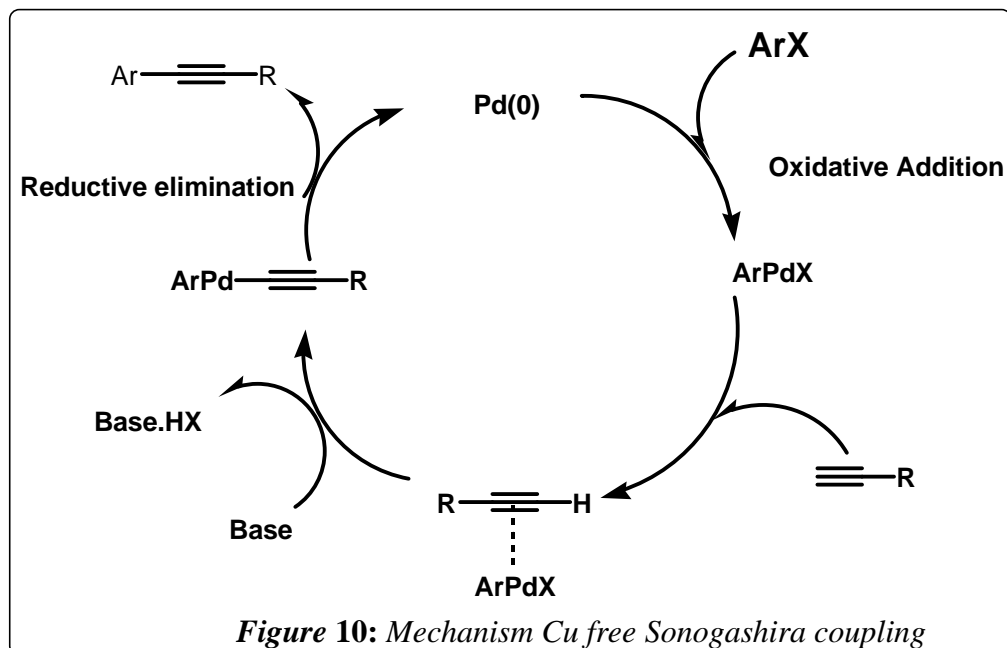 ArX
Ar R
Pd(0)
Reductive elimination
Oxidative Addition
ArPd R
ArPdX
Base.HX
R H
R
Base
ArPdX
Figure 10: Mechanism Cu free Sonogashira coupling